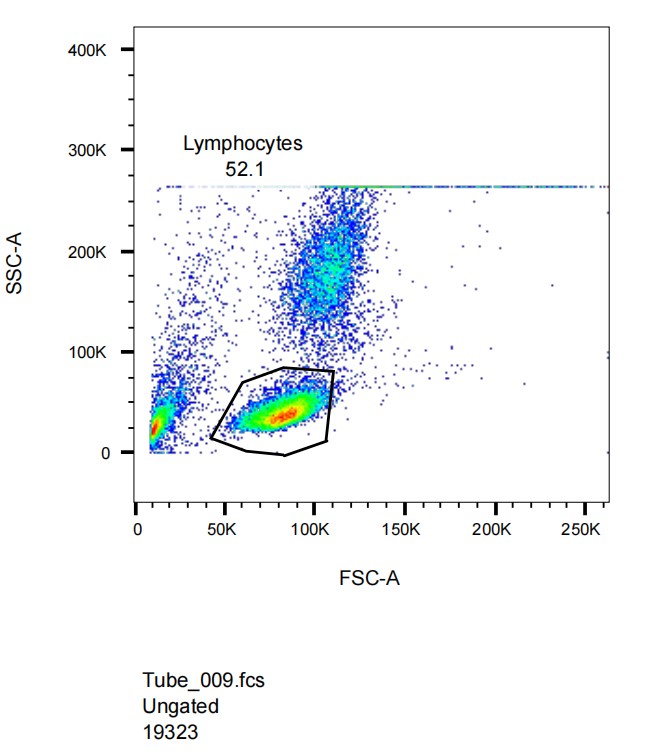 400K
300K
200K
100K
0
SSC-A
Lymphocytes
52.1
0
50K
100K
150K
200K
250K
FSC-A
Tube_009.fcs
Ungated
19323